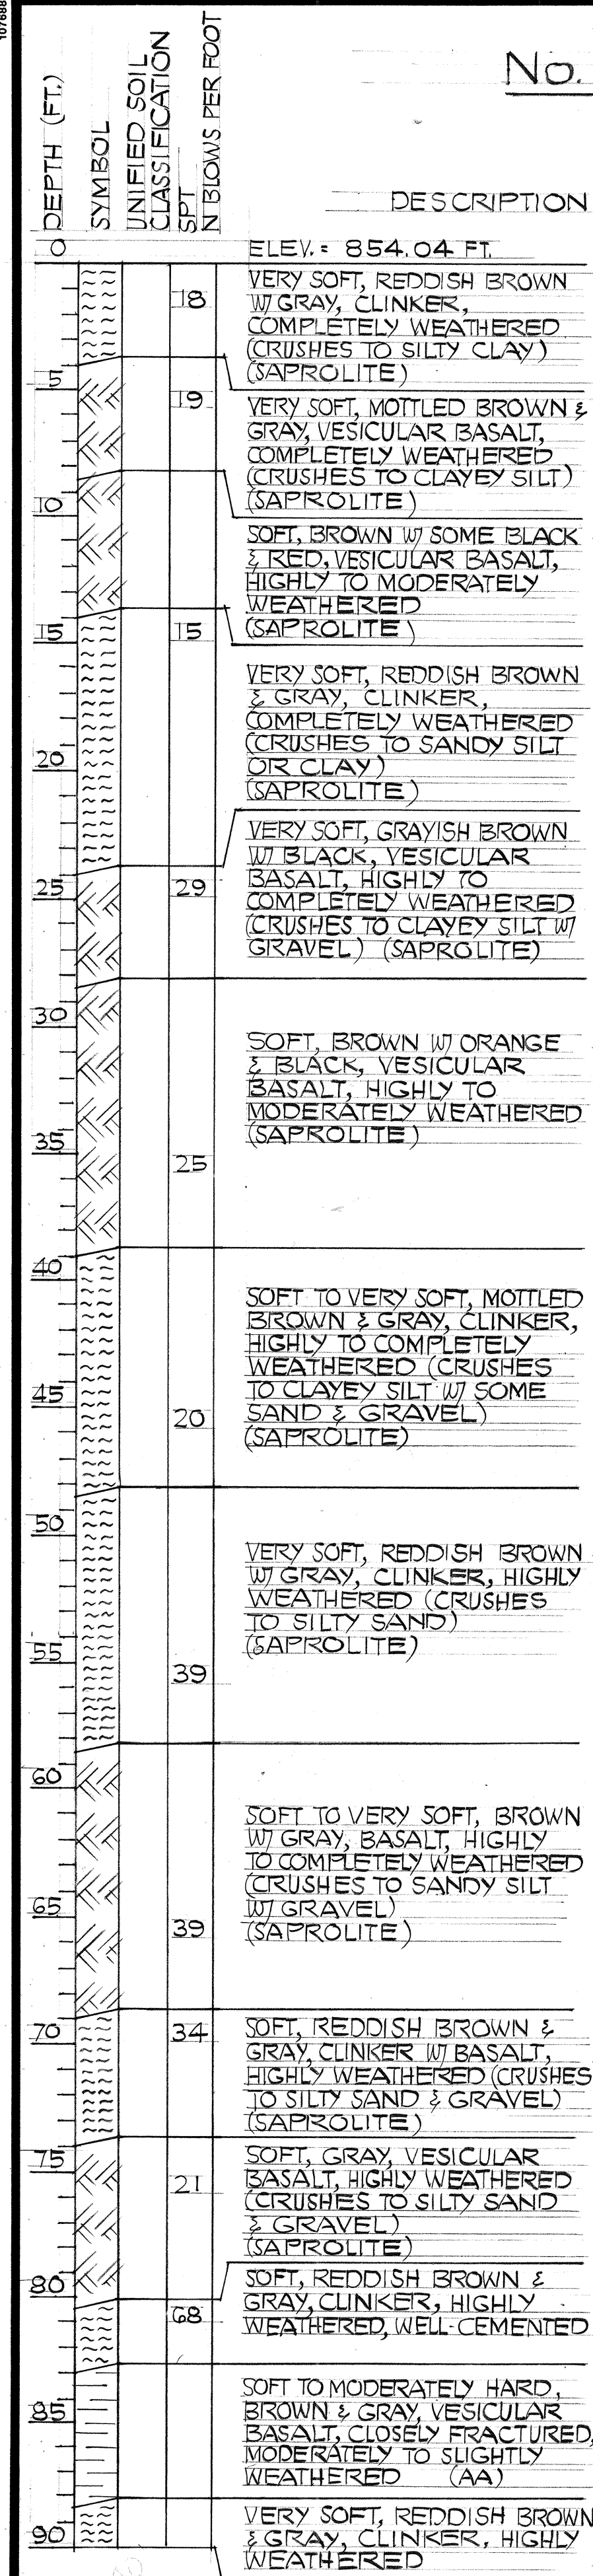 107688
No.
DEPTH (FT.)
SYMBOL
UNIFIED SOIL
CLASSIFICATION
SPT
N BLOWS PER FOOT
DESCRIPTION
0
ELEV. = 854.04 FT.
VERY SOFT, REDDISH BROWN
18
W/ GRAY, CLINKER,
COMPLETELY WEATHERED
(CRUSHES TO SILTY CLAY)
(SAPROLITE)
5
19
VERY SOFT, MOTTLED BROWN &
GRAY, VESICULAR BASALT,
COMPLETELY WEATHERED
(CRUSHES TO CLAYEY SILT)
(SAPROLITE)
10
SOFT, BROWN W/ SOME BLACK
& RED, VESICULAR BASALT,
HIGHLY TO MODERATELY
WEATHERED
(SAPROLITE)
15
15
VERY SOFT, REDDISH BROWN
& GRAY, CLINKER,
COMPLETELY WEATHERED
(CRUSHES TO SANDY SILT
20
OR CLAY)
(SAPROLITE)
VERY SOFT, GRAYISH BROWN
W/ BLACK, VESICULAR
25
29
BASALT, HIGHLY TO
COMPLETELY WEATHERED
(CRUSHES TO CLAYEY SILT W/
GRAVEL) (SAPROLITE)
30
SOFT, BROWN W/ ORANGE
& BLACK, VESICULAR
BASALT, HIGHLY TO
MODERATELY WEATHERED
(SAPROLITE)
35
25
40
SOFT TO VERY SOFT, MOTTLED
BROWN & GRAY, CLINKER,
HIGHLY TO COMPLETELY
WEATHERED (CRUSHES
TO CLAYEY SILT W/ SOME
45
20
SAND & GRAVEL)
(SAPROLITE)
50
VERY SOFT, REDDISH BROWN
W/ GRAY, CLINKER, HIGHLY
WEATHERED (CRUSHES
TO SILTY SAND)
(SAPROLITE)
55
39
60
SOFT TO VERY SOFT, BROWN
W/ GRAY, BASALT, HIGHLY
TO COMPLETELY WEATHERED
(CRUSHES TO SANDY SILT
W/ GRAVEL)
(SAPROLITE)
65
39
70
34
SOFT, REDDISH BROWN &
GRAY, CLINKER W/ BASALT,
HIGHLY WEATHERED (CRUSHES
TO SILTY SAND & GRAVEL)
(SAPROLITE)
75
21
SOFT, GRAY, VESICULAR
BASALT, HIGHLY WEATHERED
(CRUSHES TO SILTY SAND
& GRAVEL)
(SAPROLITE)
80
SOFT, REDDISH BROWN &
GRAY, CLINKER, HIGHLY
68
WEATHERED, WELL-CEMENTED
SOFT TO MODERATELY HARD,
85
BROWN & GRAY, VESICULAR
BASALT, CLOSELY FRACTURED,
MODERATELY TO SLIGHTLY
WEATHERED (AA)
VERY SOFT, REDDISH BROWN
90
& GRAY, CLINKER, HIGHLY
WEATHERED